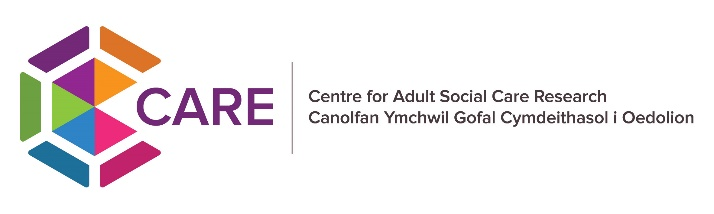 CARE
Centre for Adult Social Care Research
Canolfan Ymchwil Gofal Cymdeithasol i Oedolion